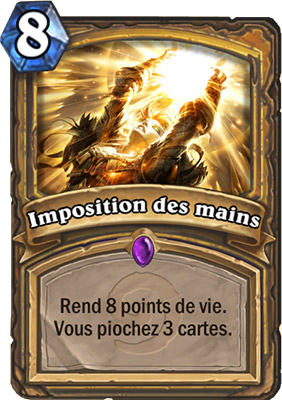 8
Imposition des mains
Rend 8 points de vie.
Vous piochez 3 cartes.